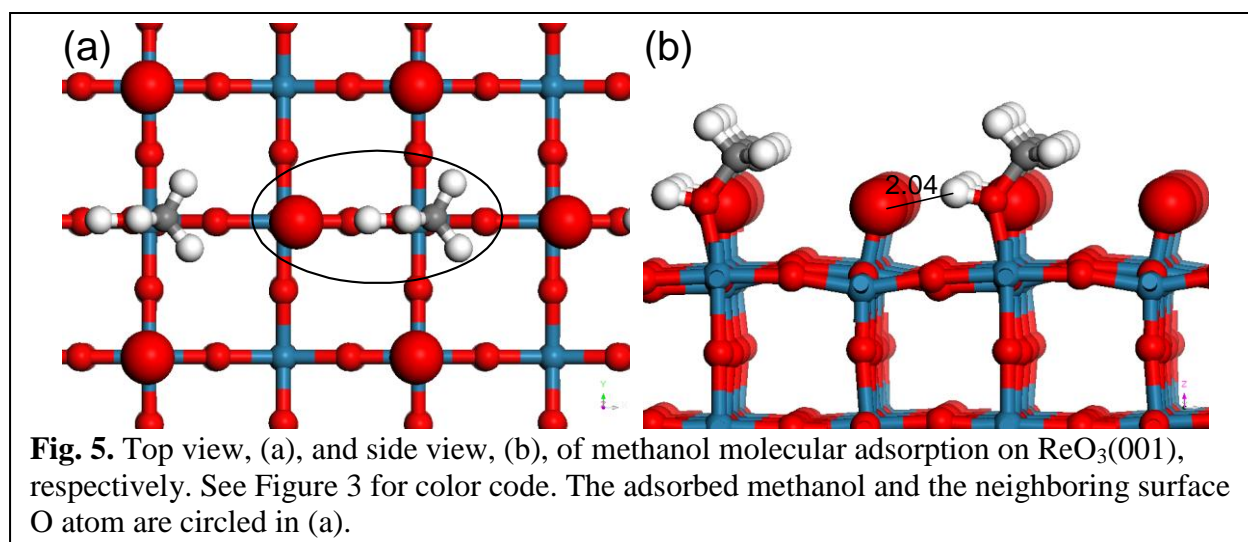 (a)
(b)
2.04
Y
Z
Fig. 5. Top view, (a), and side view, (b), of methanol molecular adsorption on ReO₃(001),
respectively. See Figure 3 for color code. The adsorbed methanol and the neighboring surface
O atom are circled in (a).